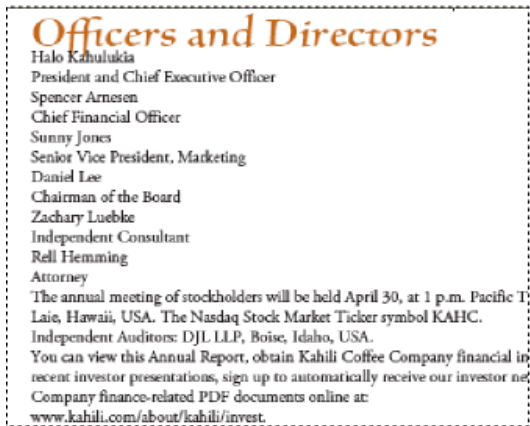 Officers and Directors
Halo Kahulukia
President and Chief Executive Officer
Spencer Arnesen
Chief Financial Officer
Sunny Jones
Senior Vice President, Marketing
Daniel Lee
Chairman of the Board
Zachary Luebke
Independent Consultant
Rell Hemming
Attorney
The annual meeting of stockholders will be held April 30, at 1 p.m. Pacific T
Laie, Hawaii, USA. The Nasdaq Stock Market Ticker symbol KAHC.
Independent Auditors: DJL LLP, Boise, Idaho, USA.
You can view this Annual Report, obtain Kahili Coffee Company financial in
recent investor presentations, sign up to automatically receive our investor ne
Company finance-related PDF documents online at:
www.kahili.com/about/kahili/invest.